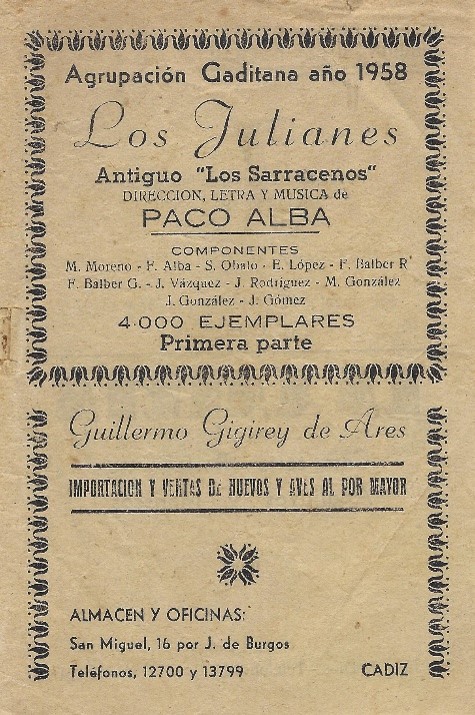 Agrupación Gaditana año 1958
Los Julianes
Antiguo "Los Sarracenos"
DIRECCION, LETRA Y MUSICA de
PACO ALBA
COMPONENTES
M. Moreno - F. Alba - S. Obato - E. López - F. Balber R
F. Balber G. - J. Vázquez - J. Rodríguez - M. González
J. González - J. Gómez
4.000 EJEMPLARES
Primera parte
Guillermo Gigirey de Ares
IMPORTACION Y VENTAS DE HUEVOS Y AVES AL POR MAYOR
ALMACEN Y OFICINAS:
San Miguel, 16 por J. de Burgos
Teléfonos, 12700 y 13799 CADIZ